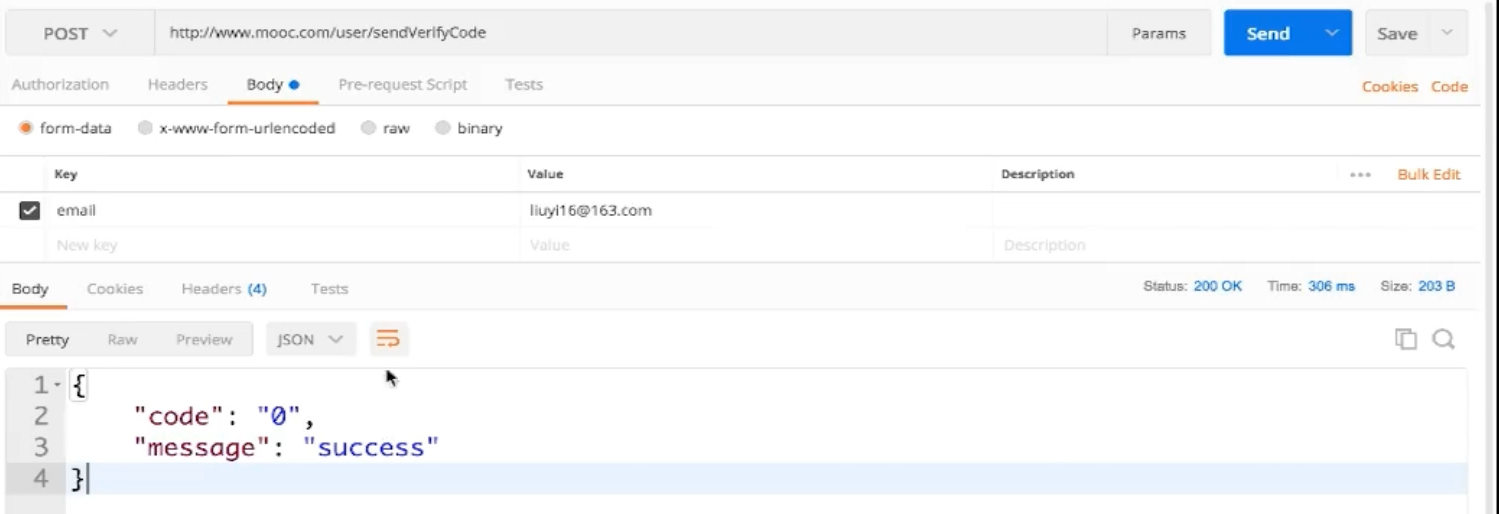 POST http://www.mooc.com/user/sendVerifyCode Params Send Save
Authorization Headers Body Pre-request Script Tests Cookies Code
form-data x-www-form-urlencoded raw binary
Key Value Description ••• Bulk Edit
email liuyi16@163.com
New key Value Description
Body Cookies Headers (4) Tests Status: 200 OK Time: 306 ms Size: 203 B
Pretty Raw Preview JSON
1 {
2 "code": "0",
3 "message": "success"
4 }